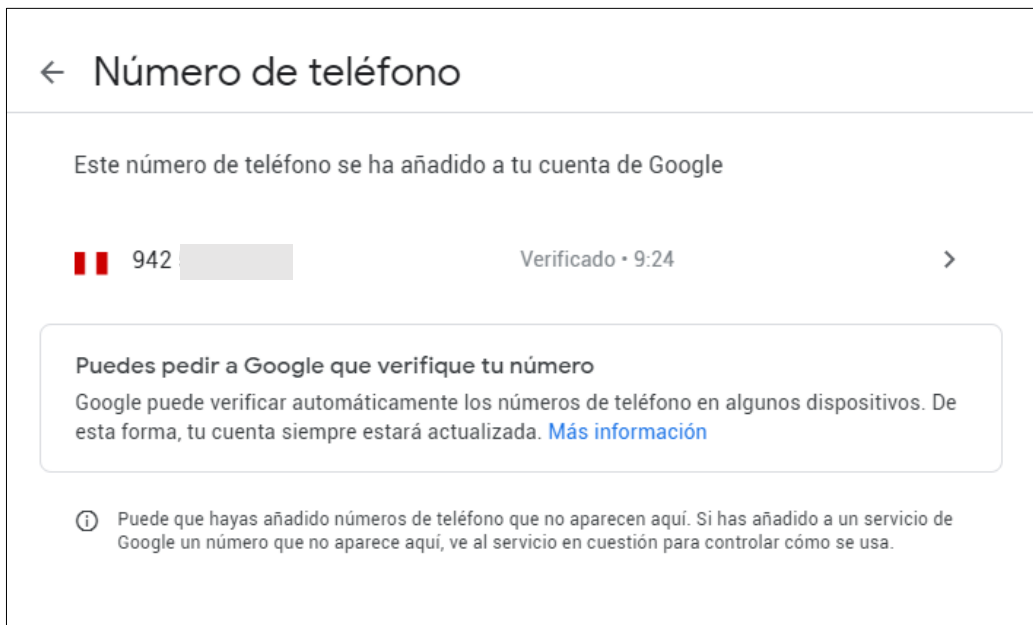 Número de teléfono
Este número de teléfono se ha añadido a tu cuenta de Google
942 Verificado • 9:24
Puedes pedir a Google que verifique tu número
Google puede verificar automáticamente los números de teléfono en algunos dispositivos. De
esta forma, tu cuenta siempre estará actualizada. Más información
Puede que hayas añadido números de teléfono que no aparecen aquí. Si has añadido a un servicio de
Google un número que no aparece aquí, ve al servicio en cuestión para controlar cómo se usa.